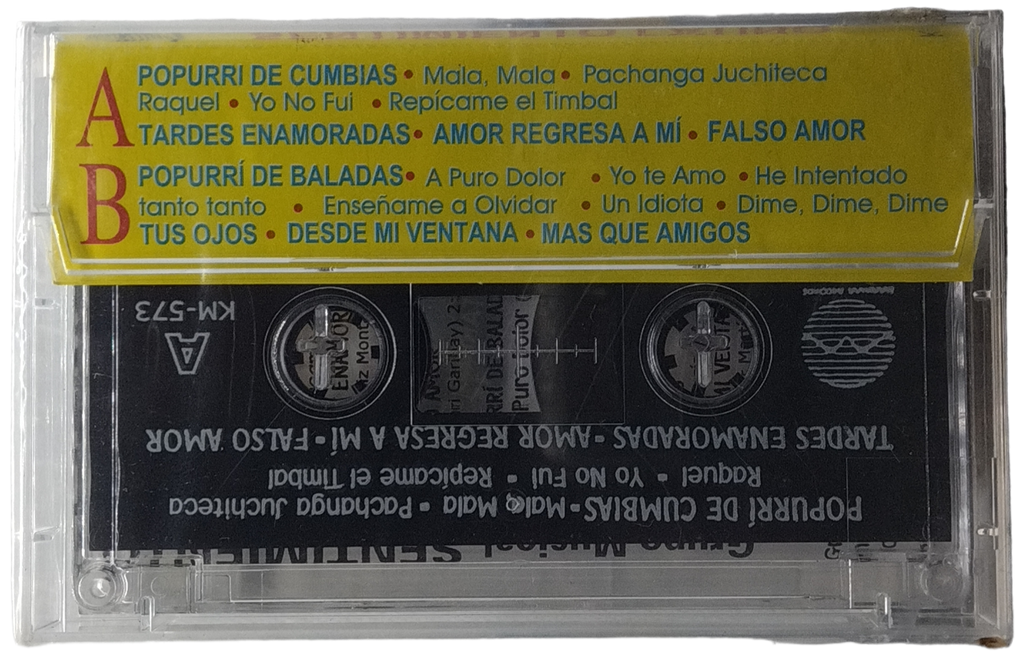 A
POPURRI DE CUMBIAS • Mala, Mala • Pachanga Juchiteca
Raquel • Yo No Fui • Repícame el Timbal
TARDES ENAMORADAS • AMOR REGRESA A MÍ • FALSO AMOR
B
POPURRÍ DE BALADAS • A Puro Dolor • Yo te Amo • He Intentado
tanto tanto • Enseñame a Olvidar • Un Idiota • Dime, Dime, Dime
TUS OJOS • DESDE MI VENTANA • MAS QUE AMIGOS
A
KM-573
POPURRÍ DE CUMBIAS • Mala Mala • Pachanga Juchiteca
Raquel • Yo No Fui • Repícame el Timbal
TARDES ENAMORADAS • AMOR REGRESA A MÍ • FALSO AMOR
Grupo Musical